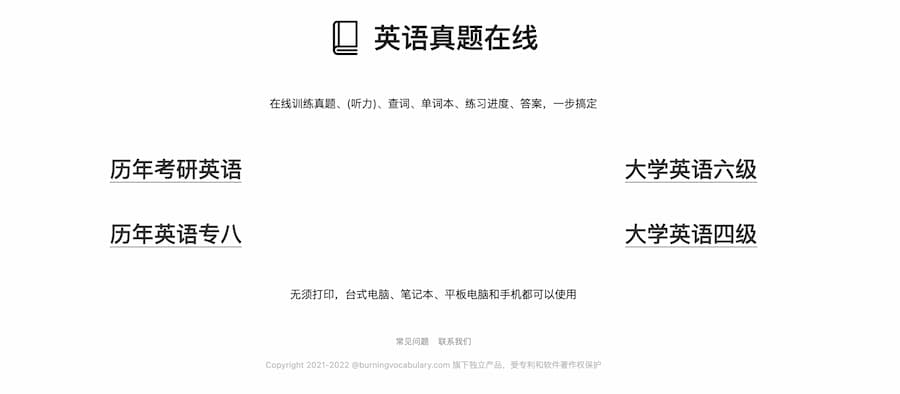 英语真题在线
在线训练真题、(听力)、查词、单词本、练习进度、答案，一步搞定
历年考研英语
大学英语六级
历年英语专八
大学英语四级
无须打印，台式电脑、笔记本、平板电脑和手机都可以使用
常见问题 联系我们
Copyright 2021-2022 @burningvocabulary.com 旗下独立产品，受专利和软件著作权保护